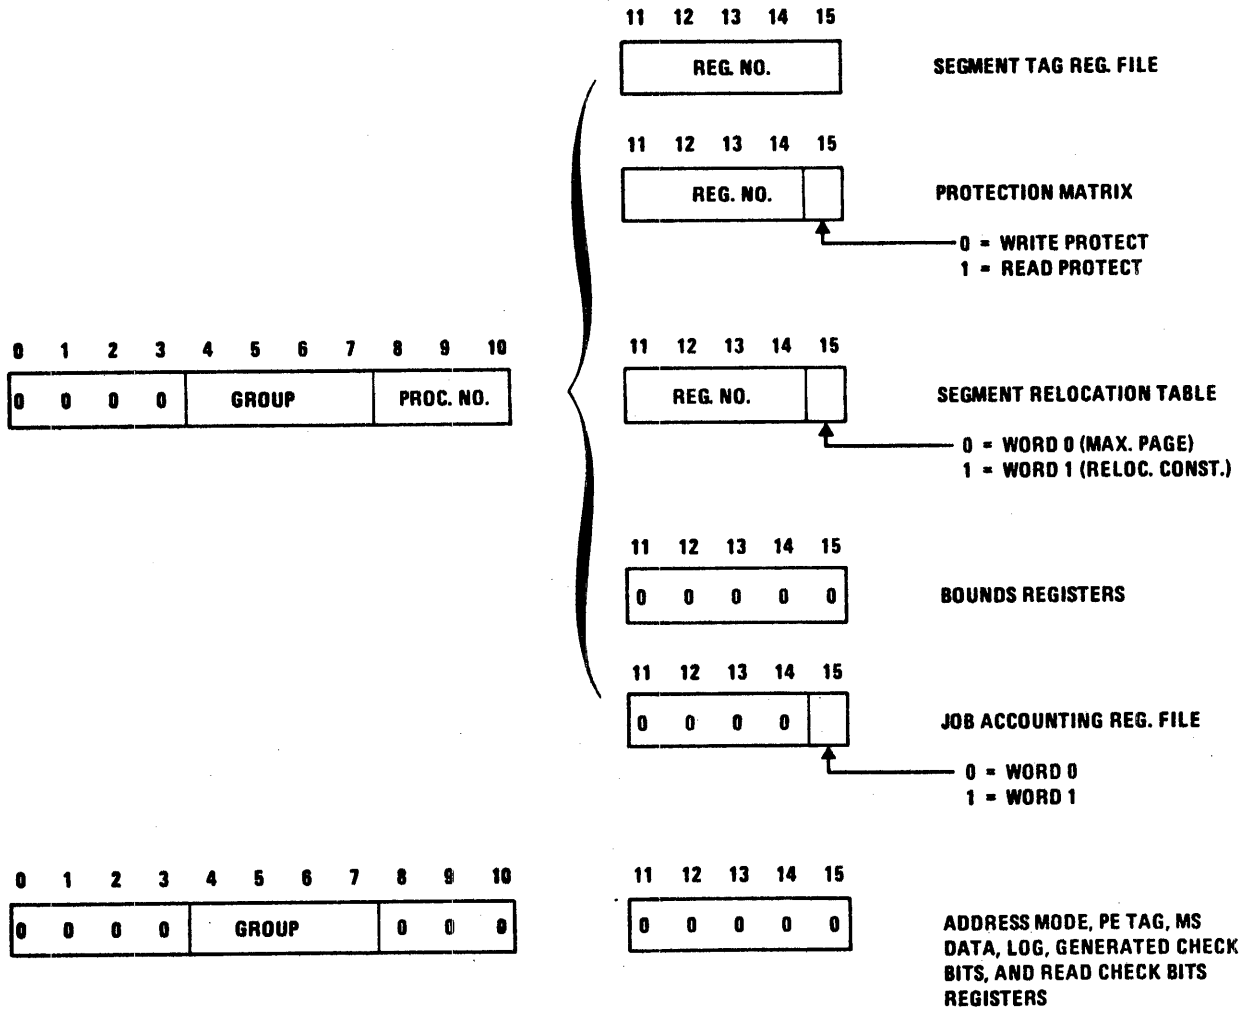 11 12 13 14 15
REG. NO.
SEGMENT TAG REG. FILE
11 12 13 14 15
REG. NO.
PROTECTION MATRIX
0 = WRITE PROTECT
1 = READ PROTECT
0 1 2 3 4 5 6 7 8 9 10
0 0 0 0 GROUP PROC. NO.
11 12 13 14 15
REG. NO.
SEGMENT RELOCATION TABLE
0 = WORD 0 (MAX. PAGE)
1 = WORD 1 (RELOC. CONST.)
11 12 13 14 15
0 0 0 0 0
BOUNDS REGISTERS
11 12 13 14 15
0 0 0 0
JOB ACCOUNTING REG. FILE
0 = WORD 0
1 = WORD 1
0 1 2 3 4 5 6 7 8 9 10
0 0 0 0 GROUP 0 0 0
11 12 13 14 15
0 0 0 0 0
ADDRESS MODE, PE TAG, MS
DATA, LOG, GENERATED CHECK
BITS, AND READ CHECK BITS
REGISTERS